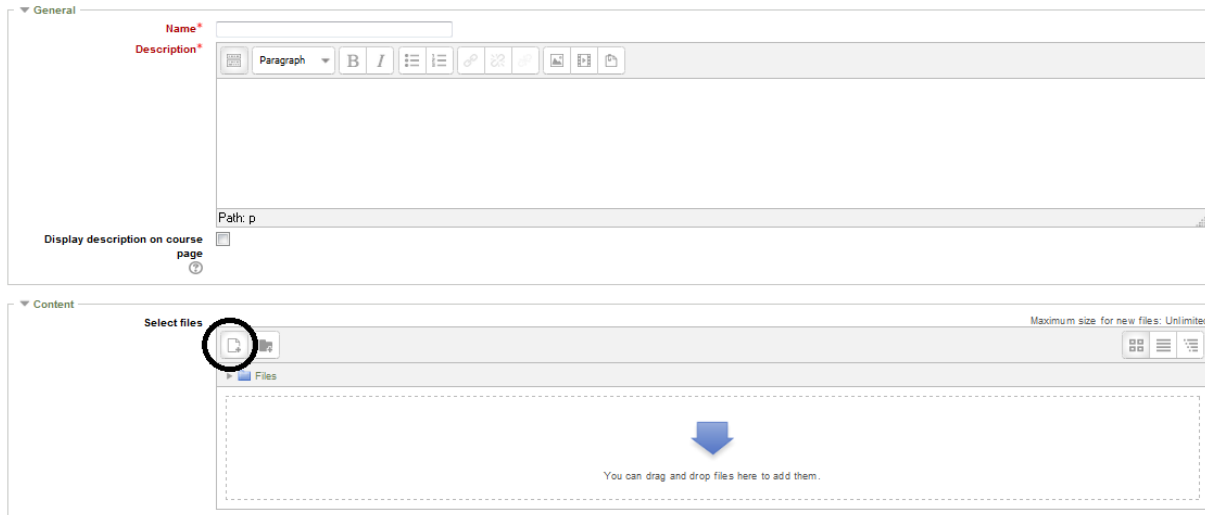 General
Name*
Description*
Paragraph
B I
Path: p
Display description on course
page
Content
Select files
Maximum size for new files: Unlimited
Files
You can drag and drop files here to add them.